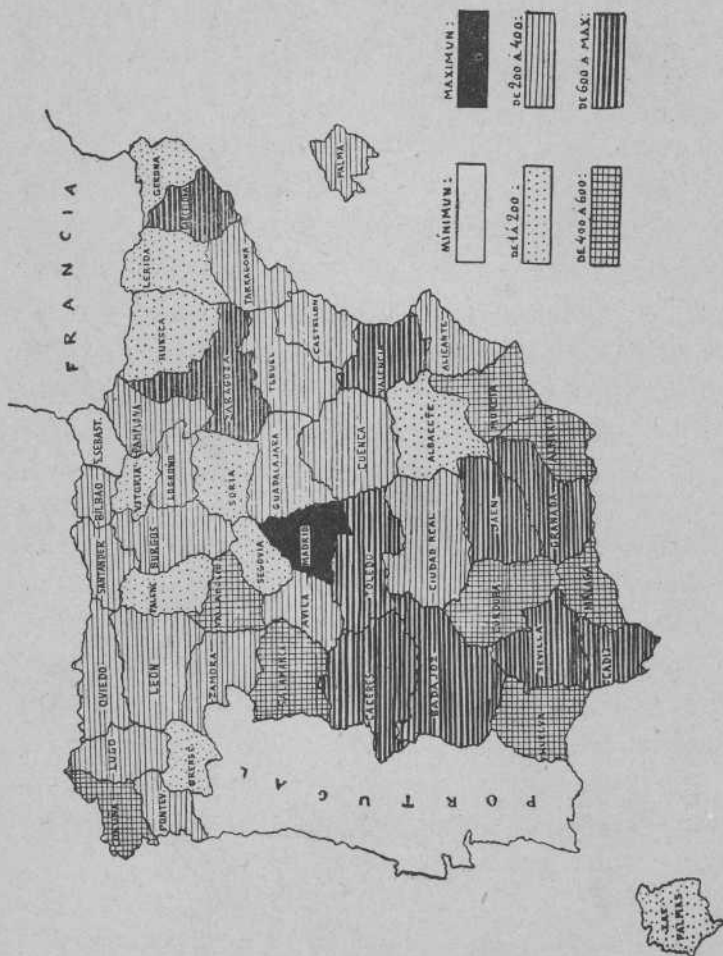 FRANCIA
PORTUGAL
CORUÑA
LUGO
OVIEDO
SANTANDER
BILBAO
S.SEBAST.
PONTEV.
ORENSE
LEÓN
PALENC.
BURGOS
VITORIA
PAMPLONA
LOGROÑO
HUESCA
LERIDA
GERONA
ZAMORA
VALLADOLID
SORIA
ZARAGOZA
TARRAGONA
SALAMANCA
AVILA
SEGOVIA
MADRID
GUADALAJARA
TERUEL
CASTELLON
PALMA
CACERES
TOLEDO
CUENCA
VALENCIA
BADAJOZ
CIUDAD REAL
ALBACETE
ALICANTE
HUELVA
SEVILLA
CORDOBA
JAEN
MURCIA
CADIZ
MALAGA
GRANADA
ALMERIA
LAS
PALMAS
MÍNIMUN:
MAXIMUN:
DE 1 Á 200:
DE 200 Á 400:
DE 400 Á 600:
DE 600 A MAX: